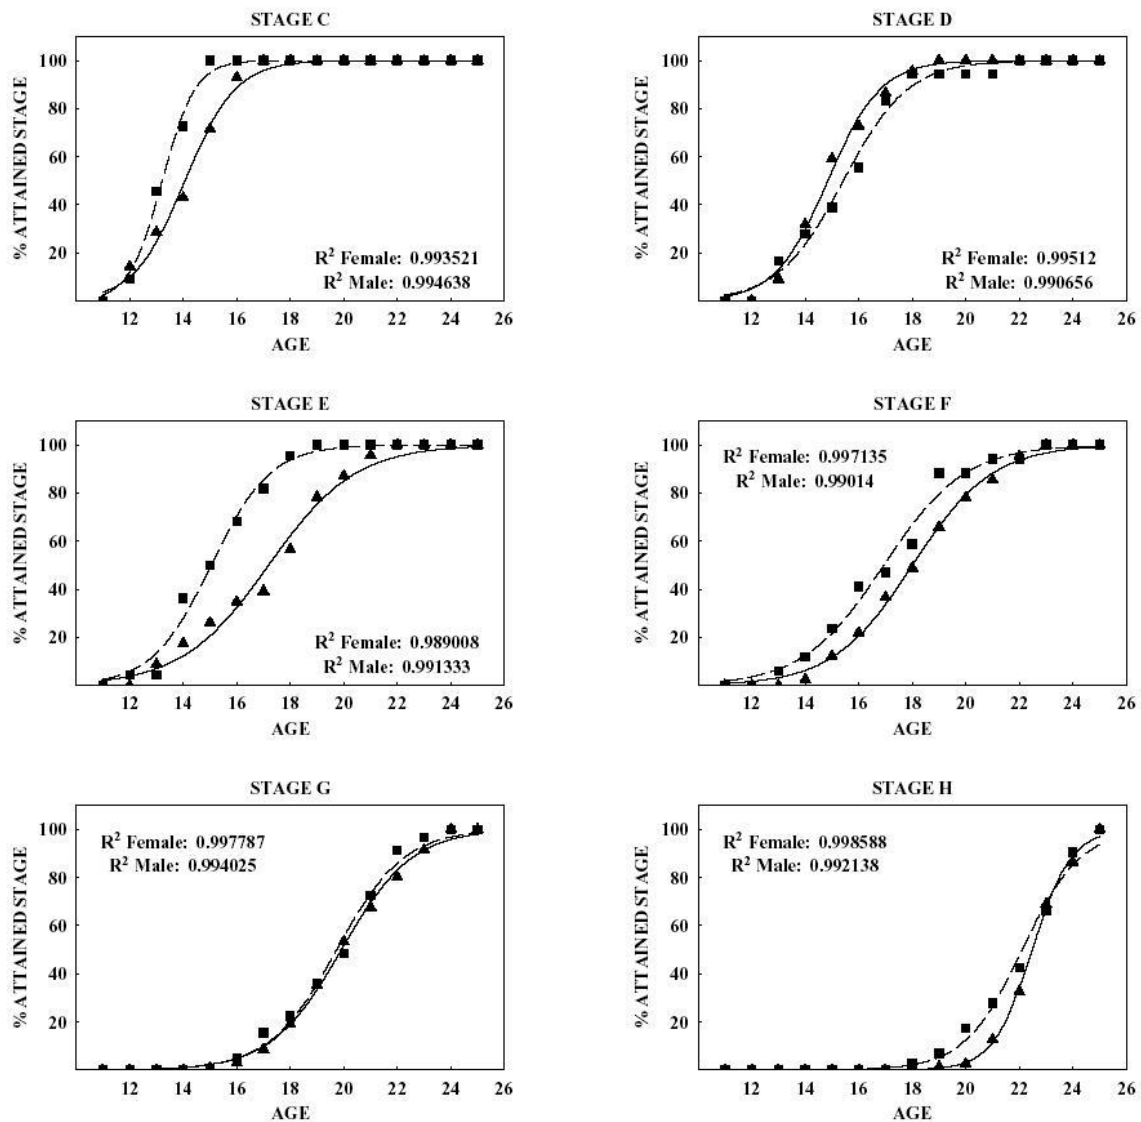 STAGE C
% ATTAINED STAGE
100
80
60
40
20
R² Female: 0.993521
R² Male: 0.994638
12 14 16 18 20 22 24 26
AGE
STAGE D
% ATTAINED STAGE
100
80
60
40
20
R² Female: 0.99512
R² Male: 0.990656
12 14 16 18 20 22 24 26
AGE
STAGE E
% ATTAINED STAGE
100
80
60
40
20
R² Female: 0.989008
R² Male: 0.991333
12 14 16 18 20 22 24 26
AGE
STAGE F
% ATTAINED STAGE
100
80
60
40
20
R² Female: 0.997135
R² Male: 0.99014
12 14 16 18 20 22 24 26
AGE
STAGE G
% ATTAINED STAGE
100
80
60
40
20
R² Female: 0.997787
R² Male: 0.994025
12 14 16 18 20 22 24 26
AGE
STAGE H
% ATTAINED STAGE
100
80
60
40
20
R² Female: 0.998588
R² Male: 0.992138
12 14 16 18 20 22 24 26
AGE